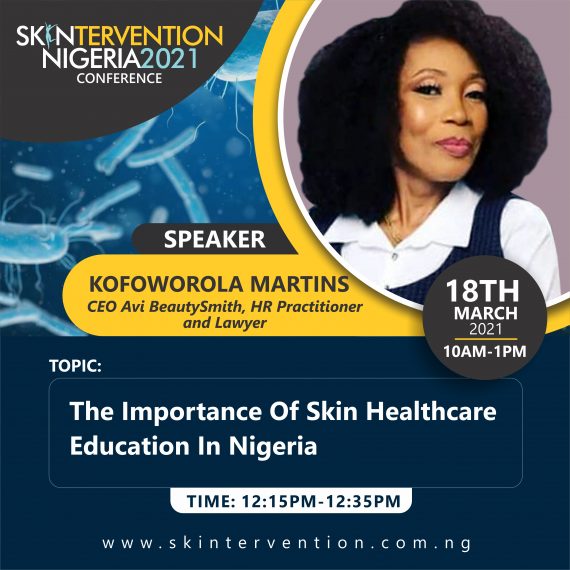 SKINTERVENTION
NIGERIA2021
CONFERENCE
SPEAKER
KOFOWOROLA MARTINS
CEO Avi BeautySmith, HR Practitioner
and Lawyer
18TH
MARCH
2021
10AM-1PM
TOPIC:
The Importance Of Skin Healthcare
Education In Nigeria
TIME: 12:15PM-12:35PM
www.skintervention.com.ng